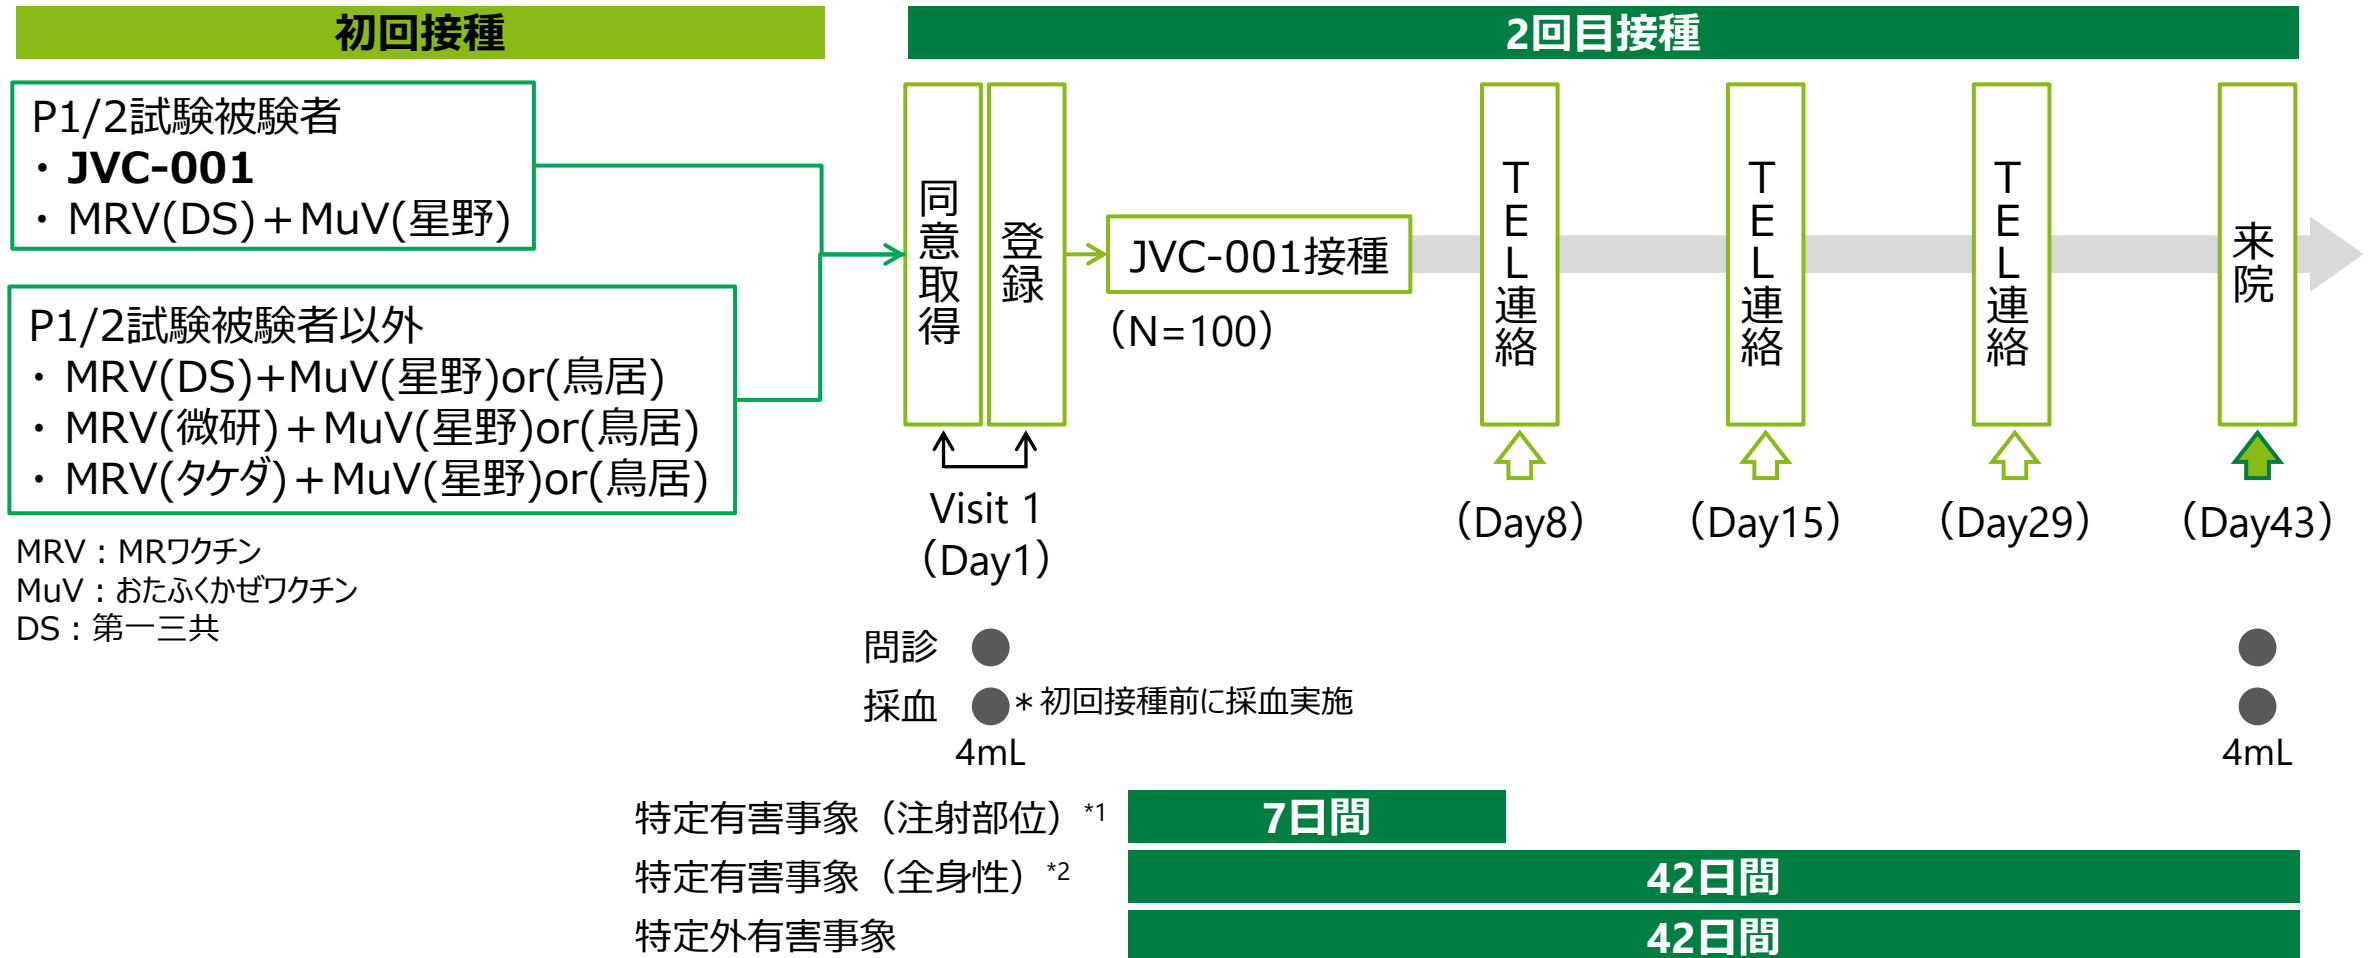 初回接種
2回目接種
P1/2試験被験者
・JVC-001
・MRV(DS)+MuV(星野)
P1/2試験被験者以外
・MRV(DS)+MuV(星野)or(鳥居)
・MRV(微研)+MuV(星野)or(鳥居)
・MRV(タケダ)+MuV(星野)or(鳥居)
MRV：MRワクチン
MuV：おたふくかぜワクチン
DS：第一三共
同意取得
登録
JVC-001接種
（N=100）
TEL連絡
TEL連絡
TEL連絡
来院
Visit 1
（Day1）
（Day8）
（Day15）
（Day29）
（Day43）
問診
採血
＊初回接種前に採血実施
4mL
4mL
特定有害事象（注射部位）*1
7日間
特定有害事象（全身性）*2
42日間
特定外有害事象
42日間